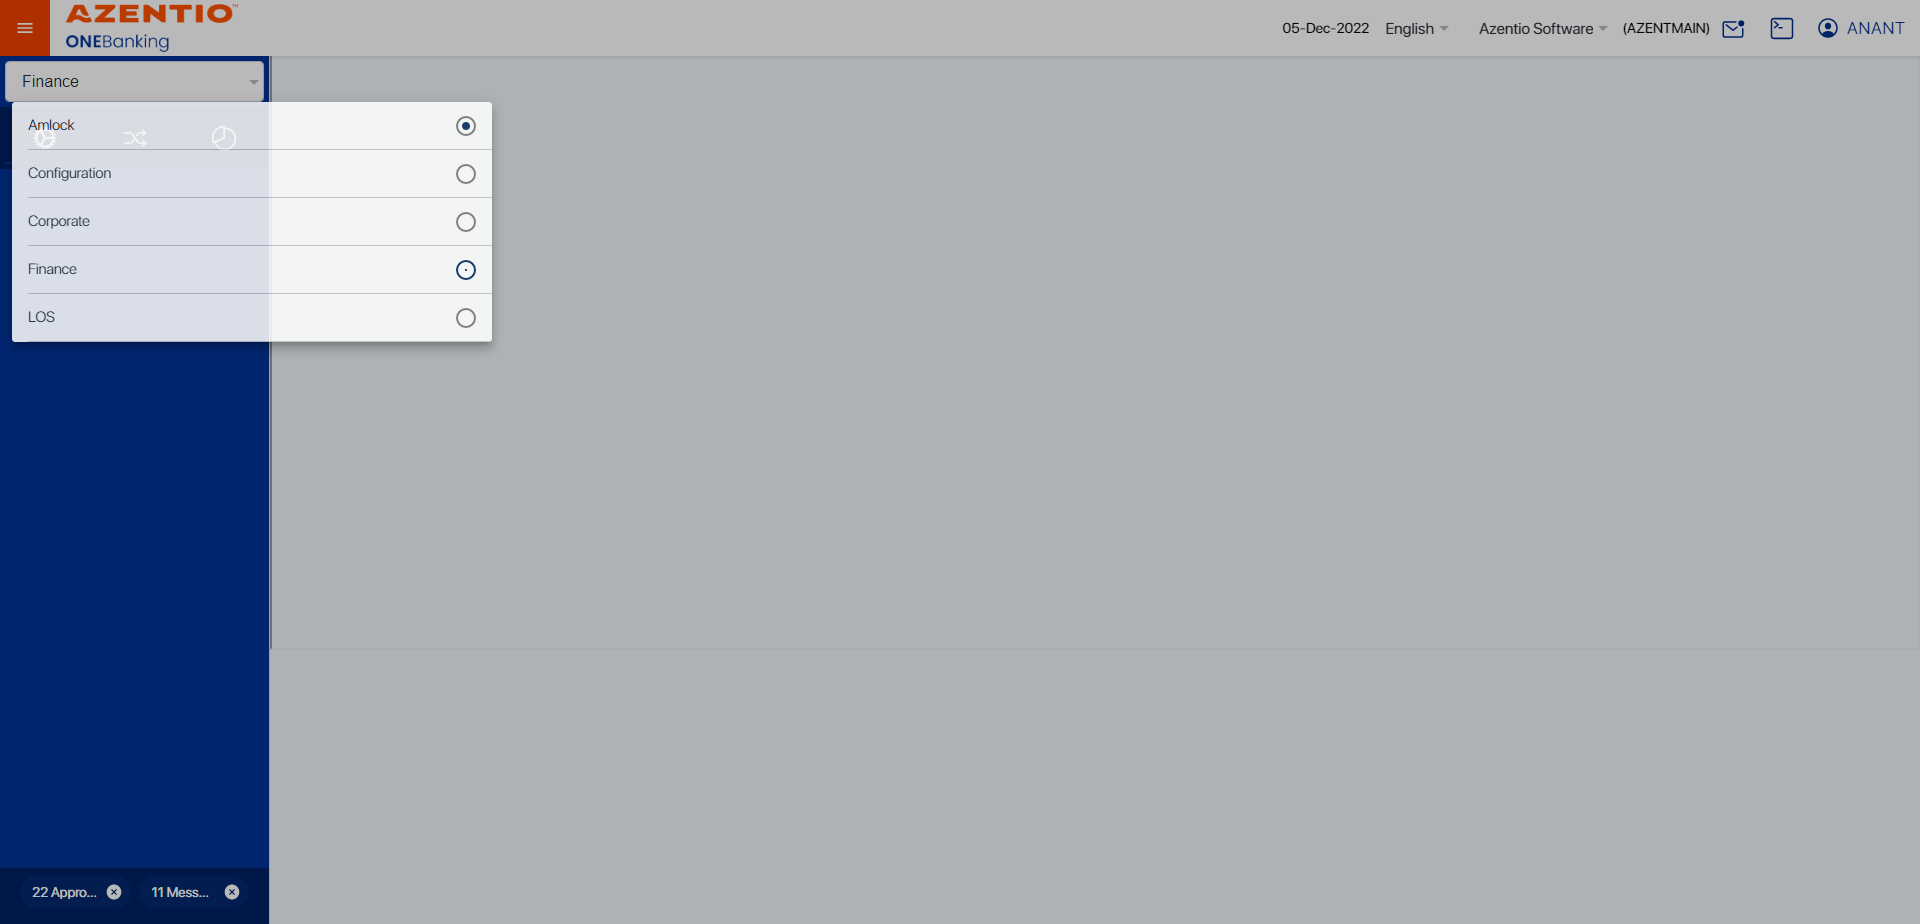 AZENTIO™
ONEBanking
05-Dec-2022 English Azentio Software (AZENTMAIN) ANANT
Finance
Amlock
Configuration
Corporate
Finance
LOS
22 Appro... 11 Mess...